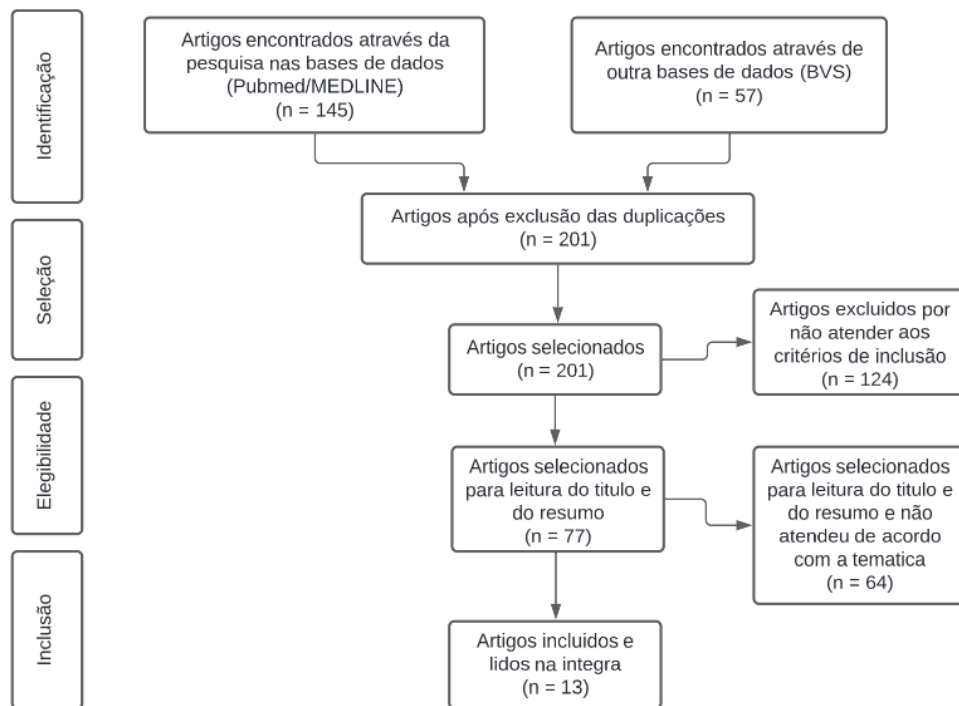 Identificação
Artigos encontrados através da
pesquisa nas bases de dados
(Pubmed/MEDLINE)
(n = 145)
Artigos encontrados através de
outra bases de dados (BVS)
(n = 57)
Seleção
Artigos após exclusão das duplicações
(n = 201)
Artigos selecionados
(n = 201)
Artigos excluidos por
não atender aos
critérios de inclusão
(n = 124)
Elegibilidade
Artigos selecionados
para leitura do titulo e
do resumo
(n = 77)
Artigos selecionados
para leitura do titulo e
do resumo e não
atendeu de acordo
com a tematica
(n = 64)
Inclusão
Artigos incluidos e
lidos na integra
(n = 13)